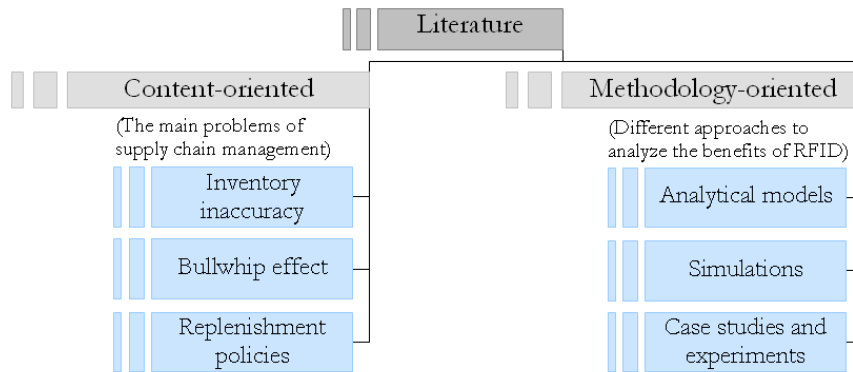 Literature
Content-oriented
(The main problems of
supply chain management)
Inventory
inaccuracy
Bullwhip effect
Replenishment
policies
Methodology-oriented
(Different approaches to
analyze the benefits of RFID)
Analytical models
Simulations
Case studies and
experiments